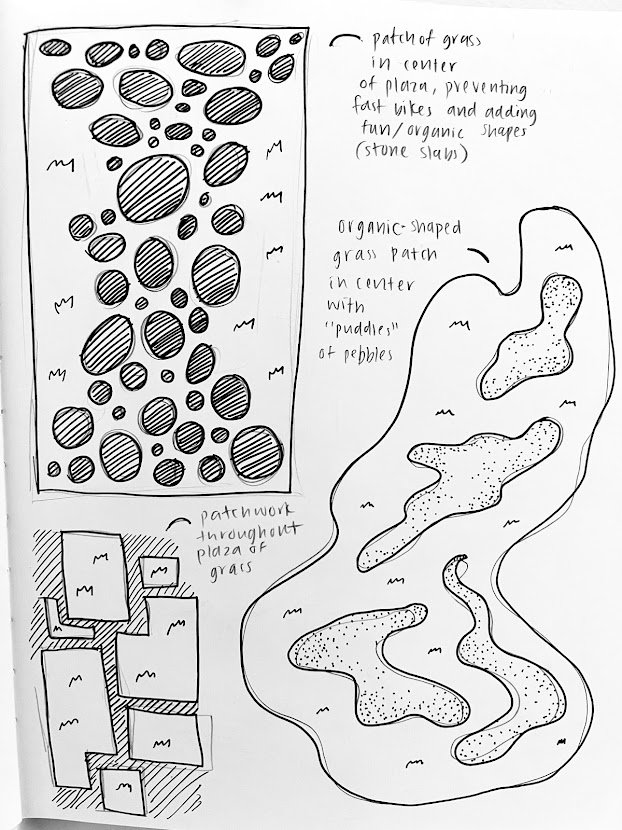 patch of grass
in center
of plaza, preventing
fast bikes and adding
fun/organic shapes
(stone slabs)
organic-shaped
grass patch
in center
with
"puddles"
of pebbles
patchwork
throughout
plaza of
grass